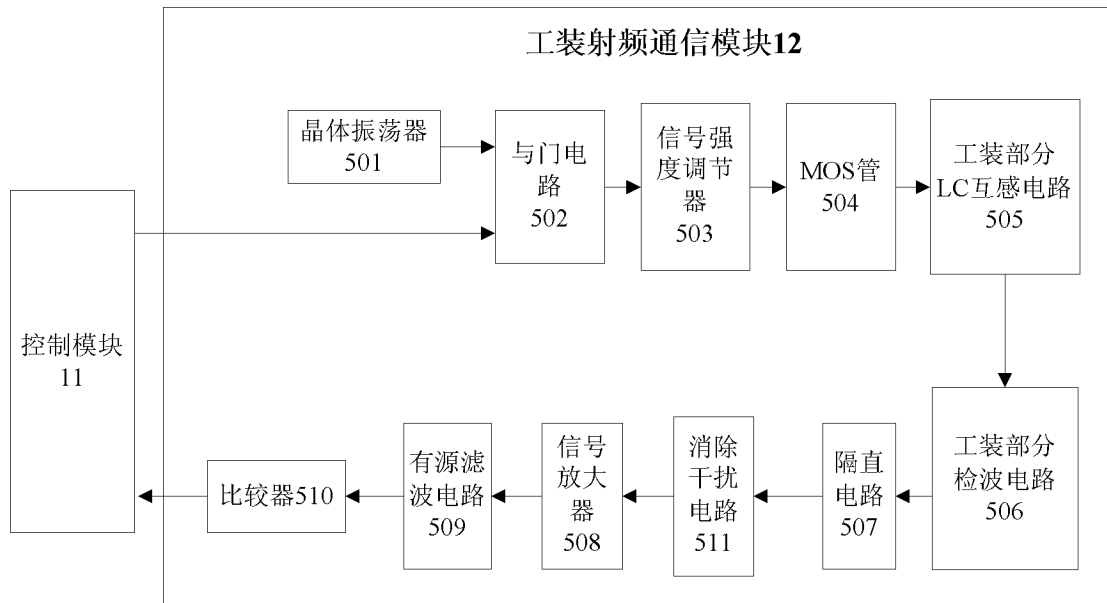 工装射频通信模块12
晶体振荡器
501
与门电
路
502
信号强
度调节
器
503
MOS管
504
工装部分
LC互感电路
505
控制模块
11
工装部分
检波电路
506
隔直
电路
507
消除
干扰
电路
511
信号
放大
器
508
有源滤
波电路
509
比较器510